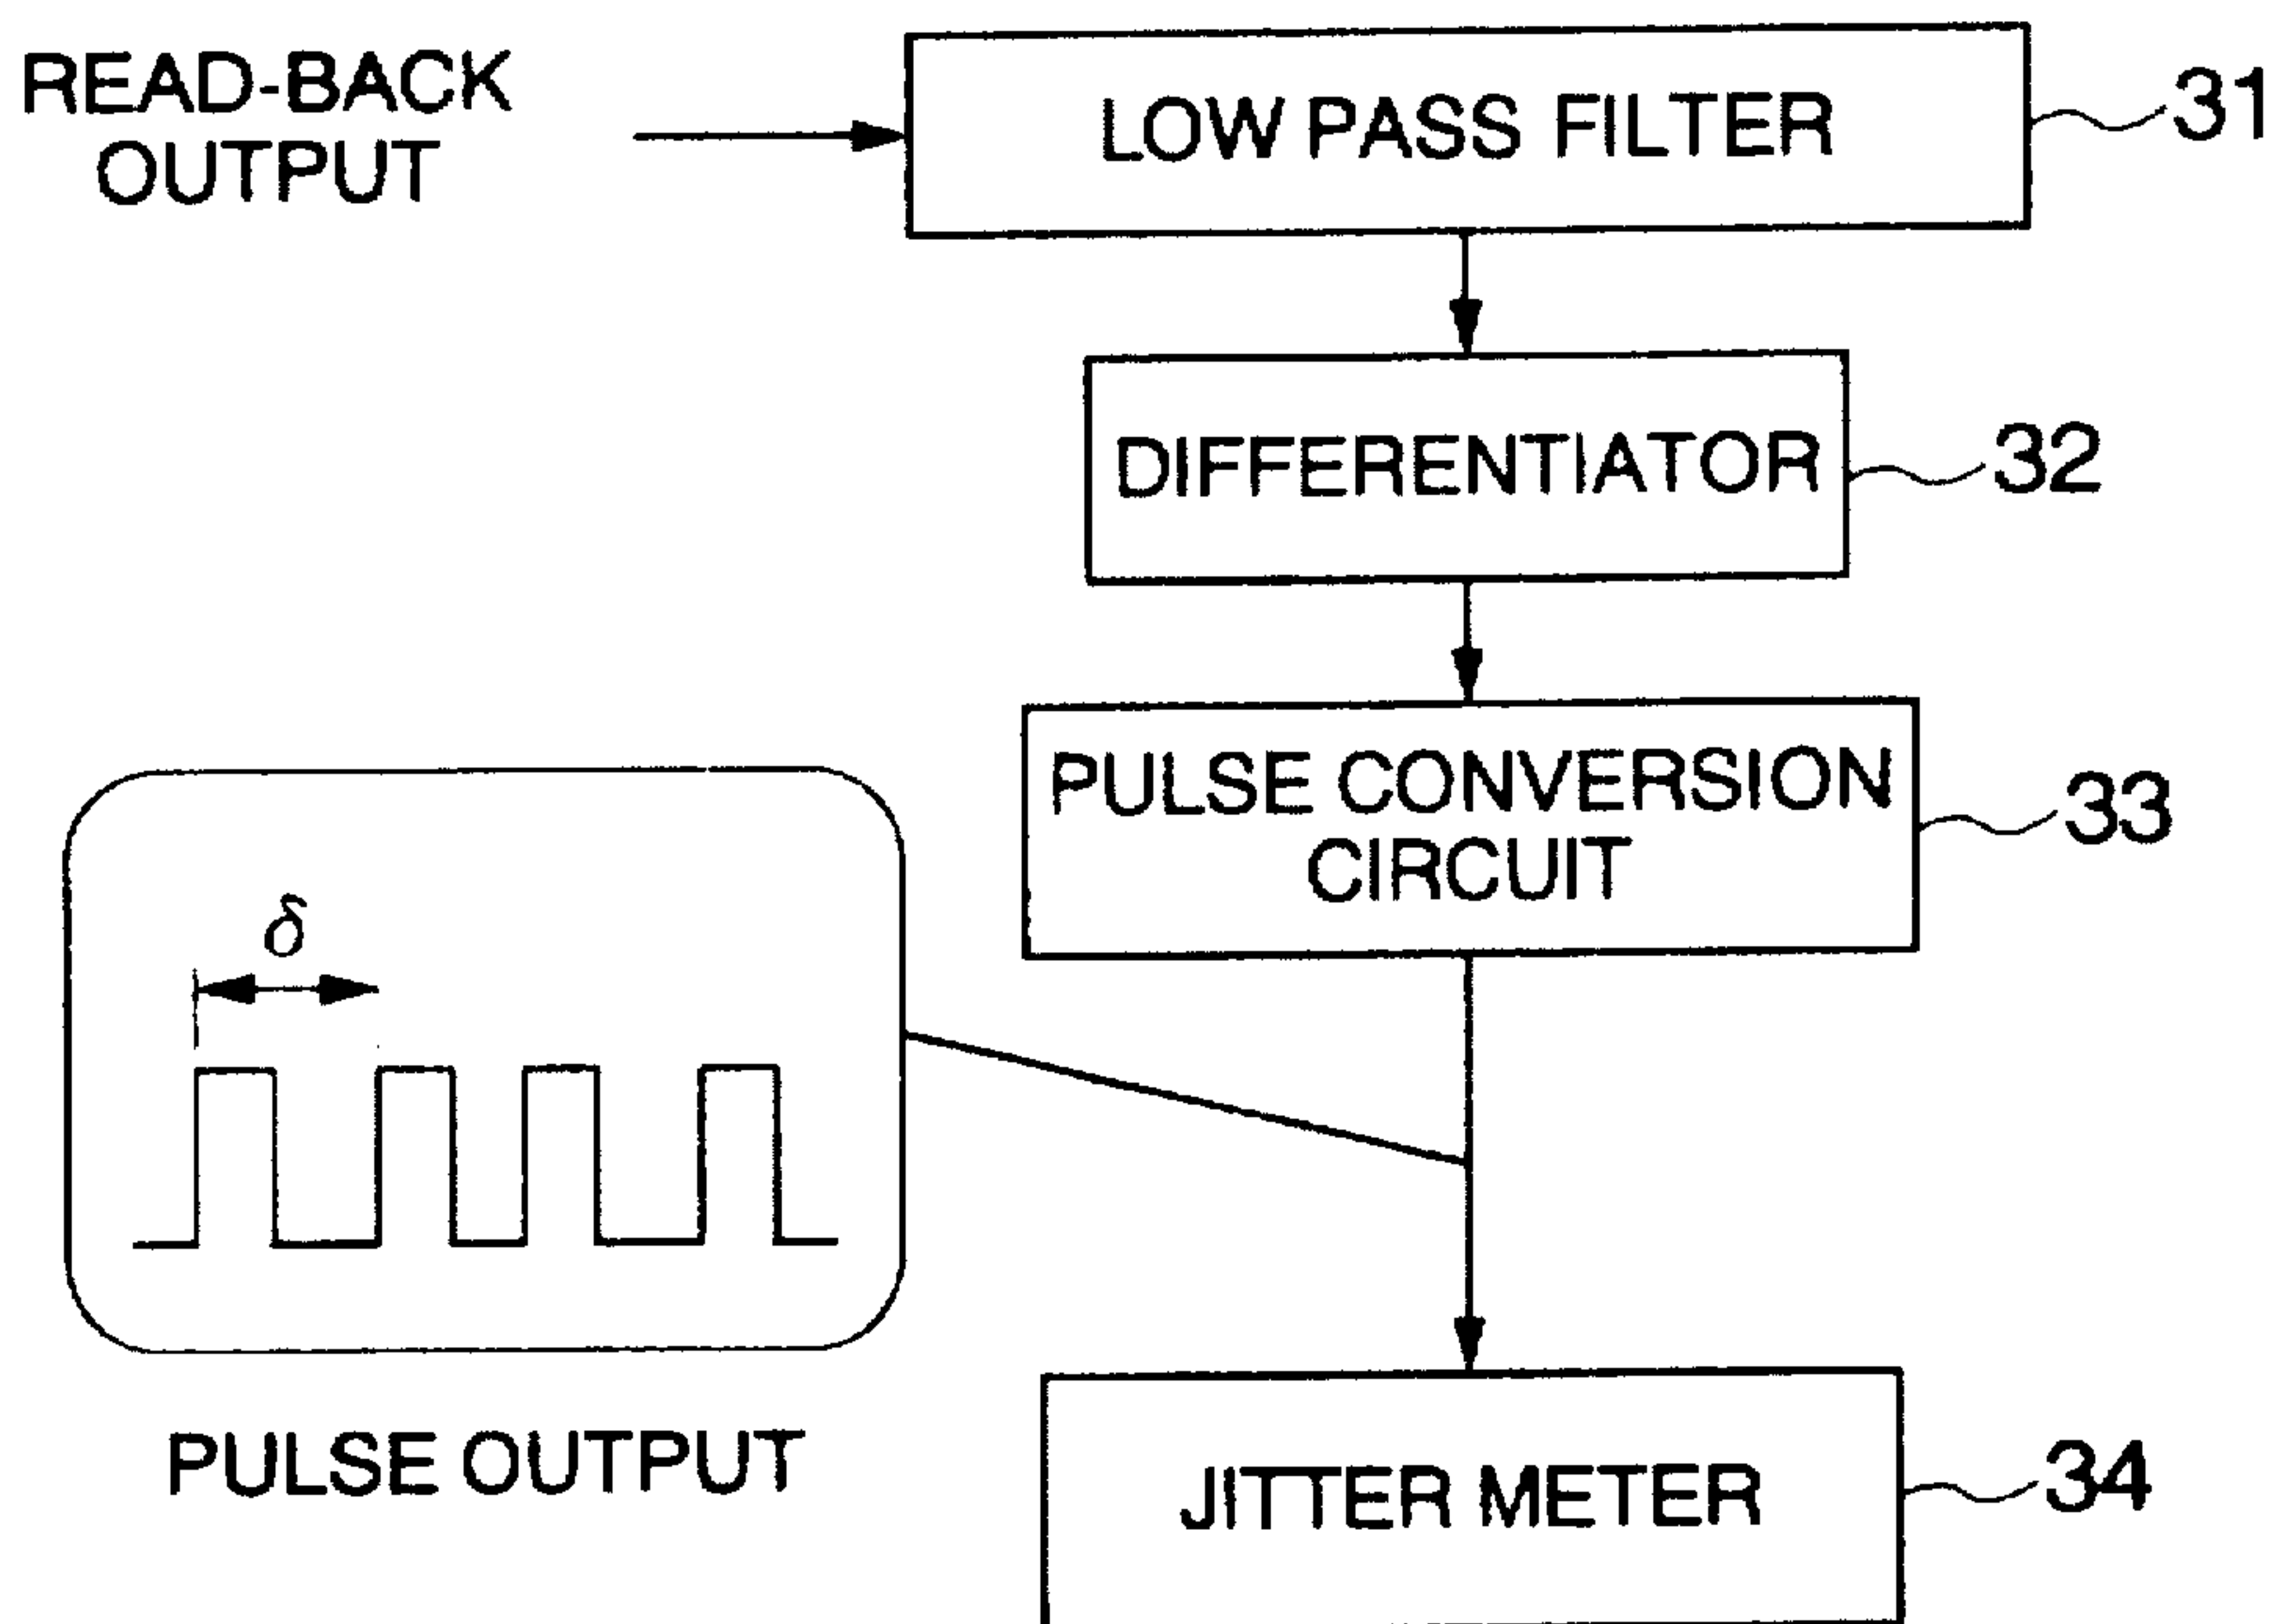 READ-BACK
OUTPUT
LOW PASS FILTER
31
DIFFERENTIATOR
32
PULSE CONVERSION
CIRCUIT
33
δ
PULSE OUTPUT
JITTER METER
34